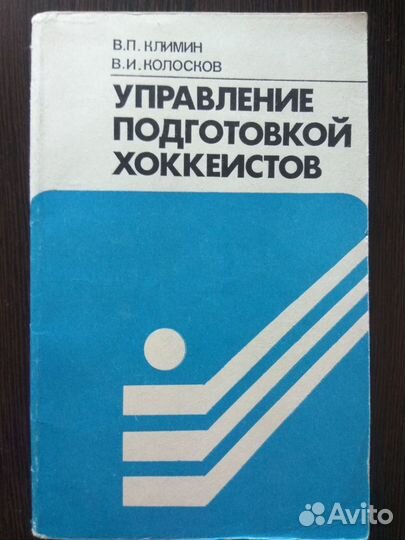 В.П. КЛИМИН
В.И. КОЛОСКОВ
УПРАВЛЕНИЕ
ПОДГОТОВКОЙ
ХОККЕИСТОВ
Avito